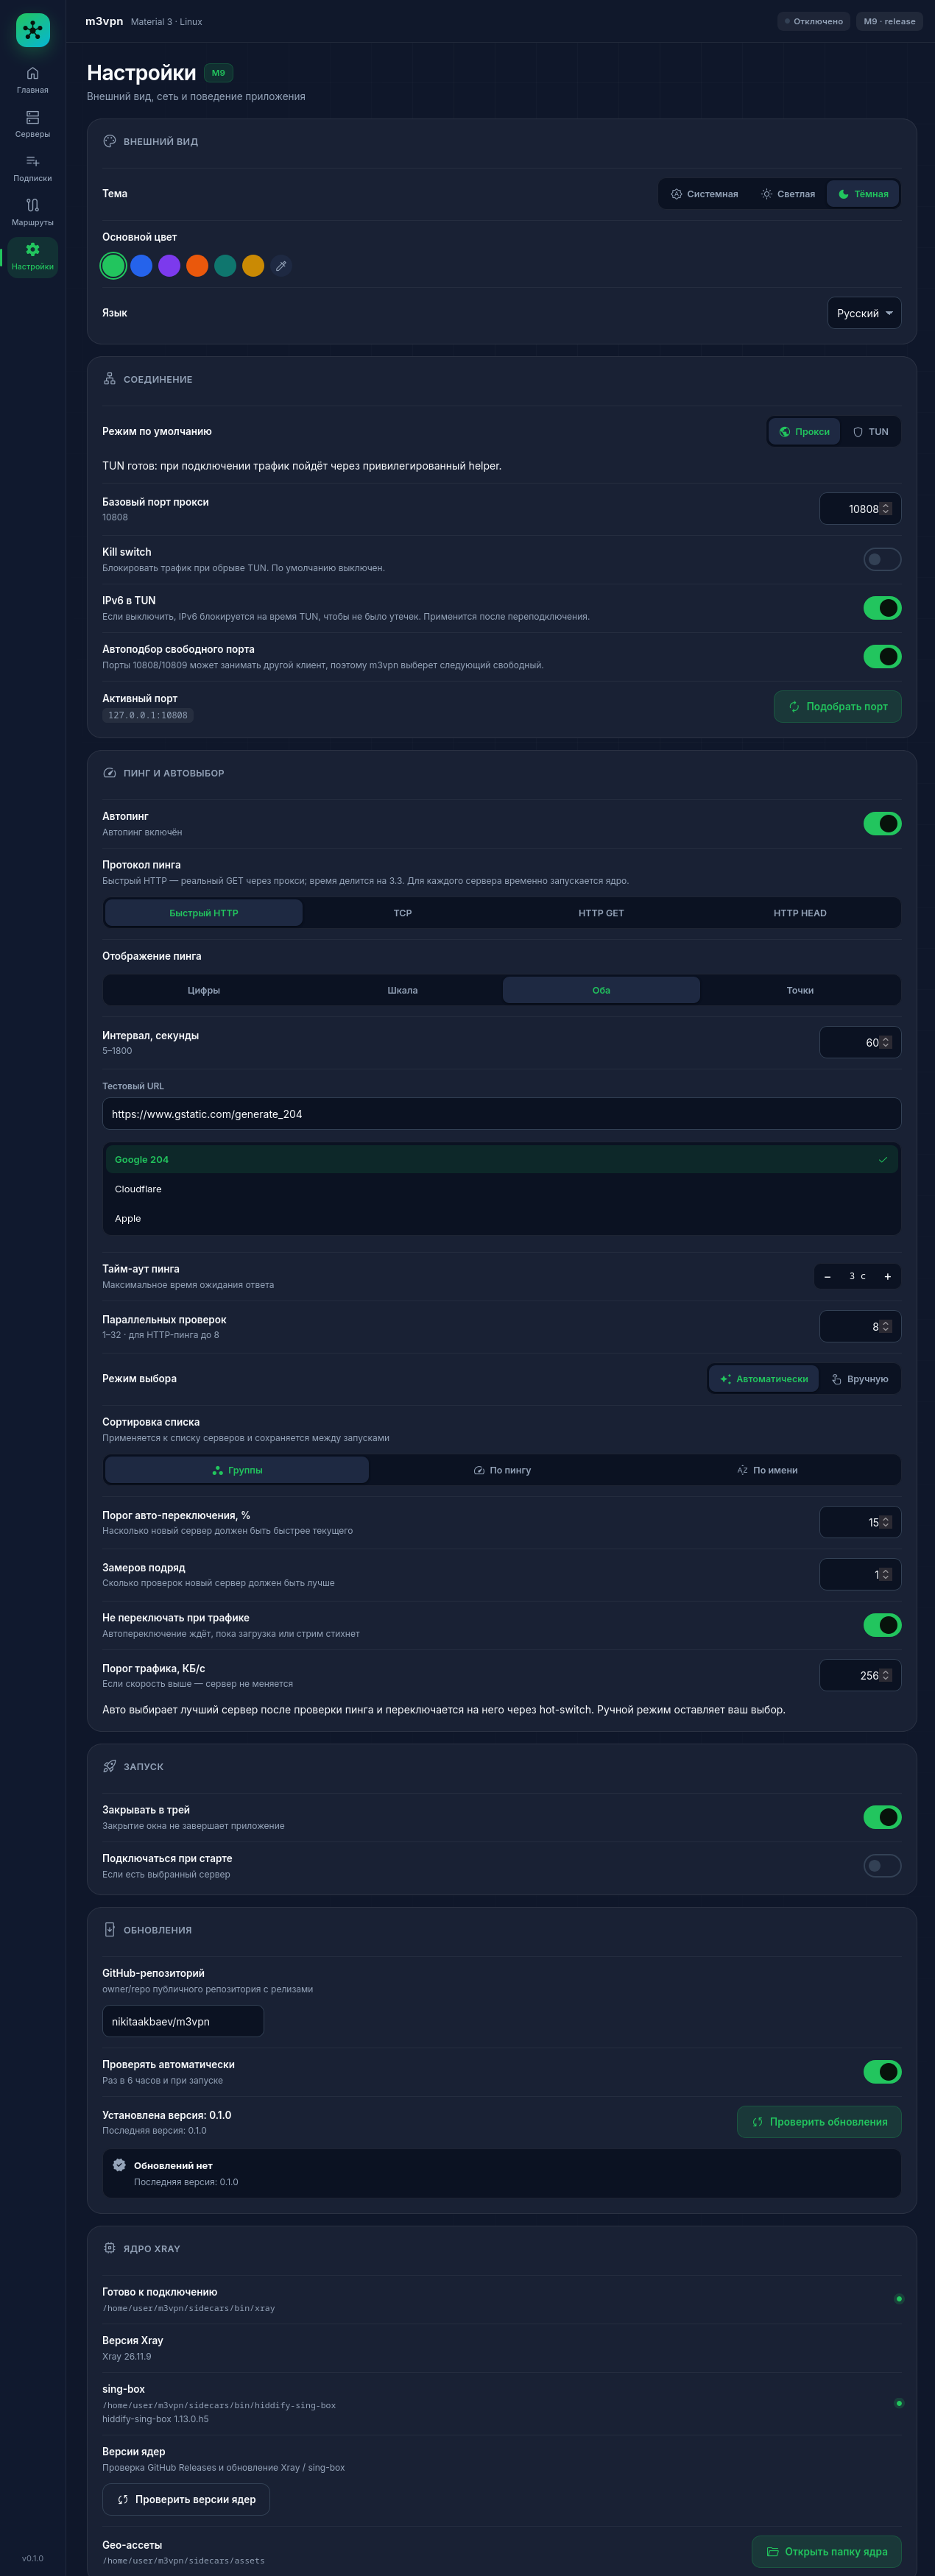 m3vpn Material 3 · Linux
Отключено
M9 · release
Главная
Серверы
Подписки
Маршруты
Настройки
Настройки M9
Внешний вид, сеть и поведение приложения
ВНЕШНИЙ ВИД
Тема
Системная Светлая Тёмная
Основной цвет
Язык
Русский
СОЕДИНЕНИЕ
Режим по умолчанию
Прокси TUN
TUN готов: при подключении трафик пойдёт через привилегированный helper.
Базовый порт прокси
10808
10808
Kill switch
Блокировать трафик при обрыве TUN. По умолчанию выключен.
IPv6 в TUN
Если выключить, IPv6 блокируется на время TUN, чтобы не было утечек. Применится после переподключения.
Автоподбор свободного порта
Порты 10808/10809 может занимать другой клиент, поэтому m3vpn выберет следующий свободный.
Активный порт
127.0.0.1:10808
Подобрать порт
ПИНГ И АВТОВЫБОР
Автопинг
Автопинг включён
Протокол пинга
Быстрый HTTP — реальный GET через прокси; время делится на 3.3. Для каждого сервера временно запускается ядро.
Быстрый HTTP TCP HTTP GET HTTP HEAD
Отображение пинга
Цифры Шкала Оба Точки
Интервал, секунды
5–1800
60
Тестовый URL
https://www.gstatic.com/generate_204
Google 204
Cloudflare
Apple
Тайм-аут пинга
Максимальное время ожидания ответа
− 3 с +
Параллельных проверок
1–32 · для HTTP-пинга до 8
8
Режим выбора
Автоматически Вручную
Сортировка списка
Применяется к списку серверов и сохраняется между запусками
Группы По пингу По имени
Порог авто-переключения, %
Насколько новый сервер должен быть быстрее текущего
15
Замеров подряд
Сколько проверок новый сервер должен быть лучше
1
Не переключать при трафике
Автопереключение ждёт, пока загрузка или стрим стихнет
Порог трафика, КБ/с
Если скорость выше — сервер не меняется
256
Авто выбирает лучший сервер после проверки пинга и переключается на него через hot-switch. Ручной режим оставляет ваш выбор.
ЗАПУСК
Закрывать в трей
Закрытие окна не завершает приложение
Подключаться при старте
Если есть выбранный сервер
ОБНОВЛЕНИЯ
GitHub-репозиторий
owner/repo публичного репозитория с релизами
nikitaakbaev/m3vpn
Проверять автоматически
Раз в 6 часов и при запуске
Установлена версия: 0.1.0
Последняя версия: 0.1.0
Проверить обновления
Обновлений нет
Последняя версия: 0.1.0
ЯДРО XRAY
Готово к подключению
/home/user/m3vpn/sidecars/bin/xray
Версия Xray
Xray 26.11.9
sing-box
/home/user/m3vpn/sidecars/bin/hiddify-sing-box
hiddify-sing-box 1.13.0.h5
Версии ядер
Проверка GitHub Releases и обновление Xray / sing-box
Проверить версии ядер
Geo-ассеты
/home/user/m3vpn/sidecars/assets
Открыть папку ядра
v0.1.0